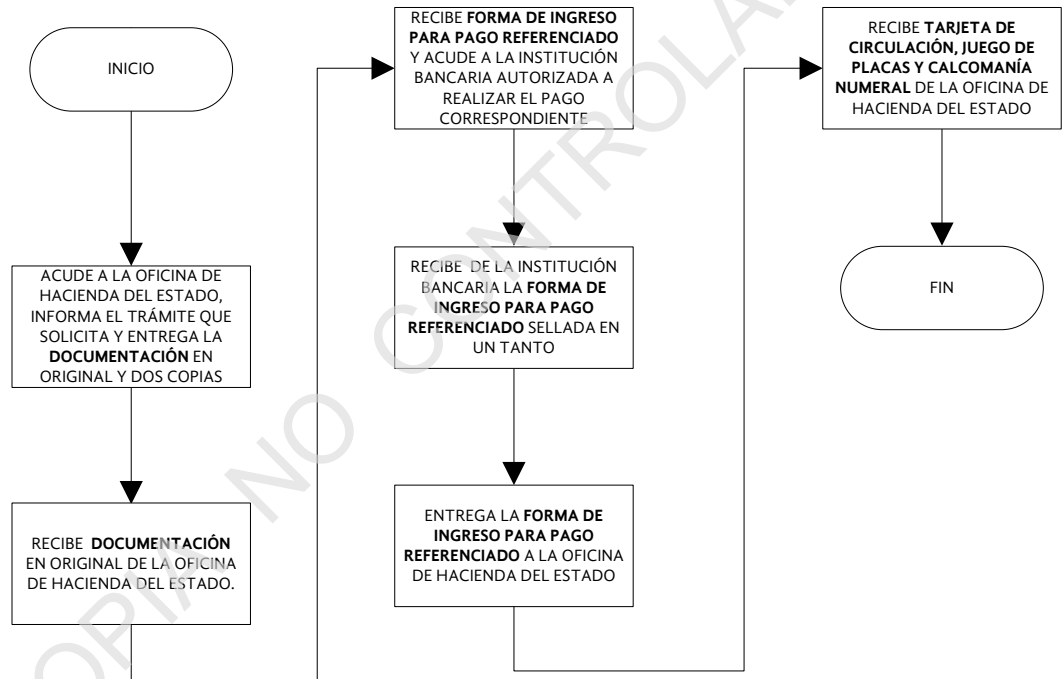 INICIO
ACUDE A LA OFICINA DE
HACIENDA DEL ESTADO,
INFORMA EL TRÁMITE QUE
SOLICITA Y ENTREGA LA
DOCUMENTACIÓN EN
ORIGINAL Y DOS COPIAS
RECIBE DOCUMENTACIÓN
EN ORIGINAL DE LA OFICINA
DE HACIENDA DEL ESTADO.
RECIBE FORMA DE INGRESO
PARA PAGO REFERENCIADO
Y ACUDE A LA INSTITUCIÓN
BANCARIA AUTORIZADA A
REALIZAR EL PAGO
CORRESPONDIENTE
RECIBE DE LA INSTITUCIÓN
BANCARIA LA FORMA DE
INGRESO PARA PAGO
REFERENCIADO SELLADA EN
UN TANTO
ENTREGA LA FORMA DE
INGRESO PARA PAGO
REFERENCIADO A LA OFICINA
DE HACIENDA DEL ESTADO
RECIBE TARJETA DE
CIRCULACIÓN, JUEGO DE
PLACAS Y CALCOMANÍA
NUMERAL DE LA OFICINA DE
HACIENDA DEL ESTADO
FIN
OPIA NO CONTROLA